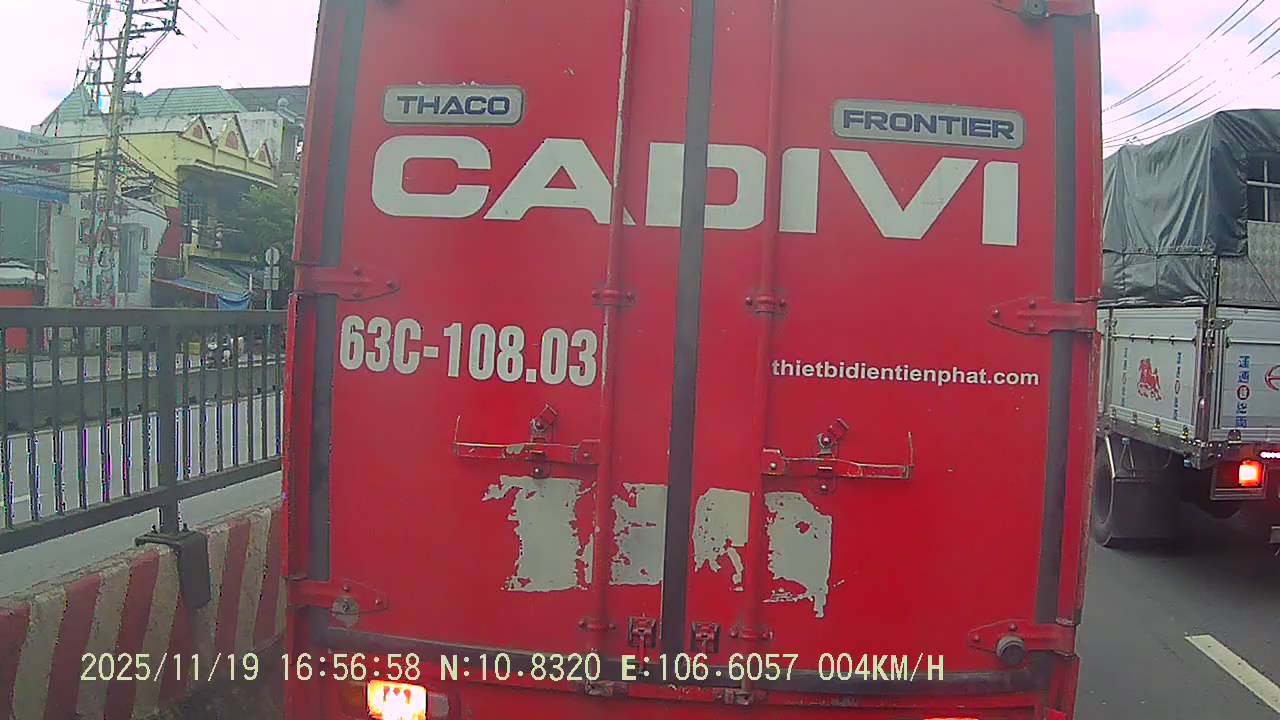 THACO
FRONTIER
CADIVI
63C-108.03
thietbidientienphat.com
2025/11/19 16:56:58 N:10.8320 E:106.6057 004KM/H